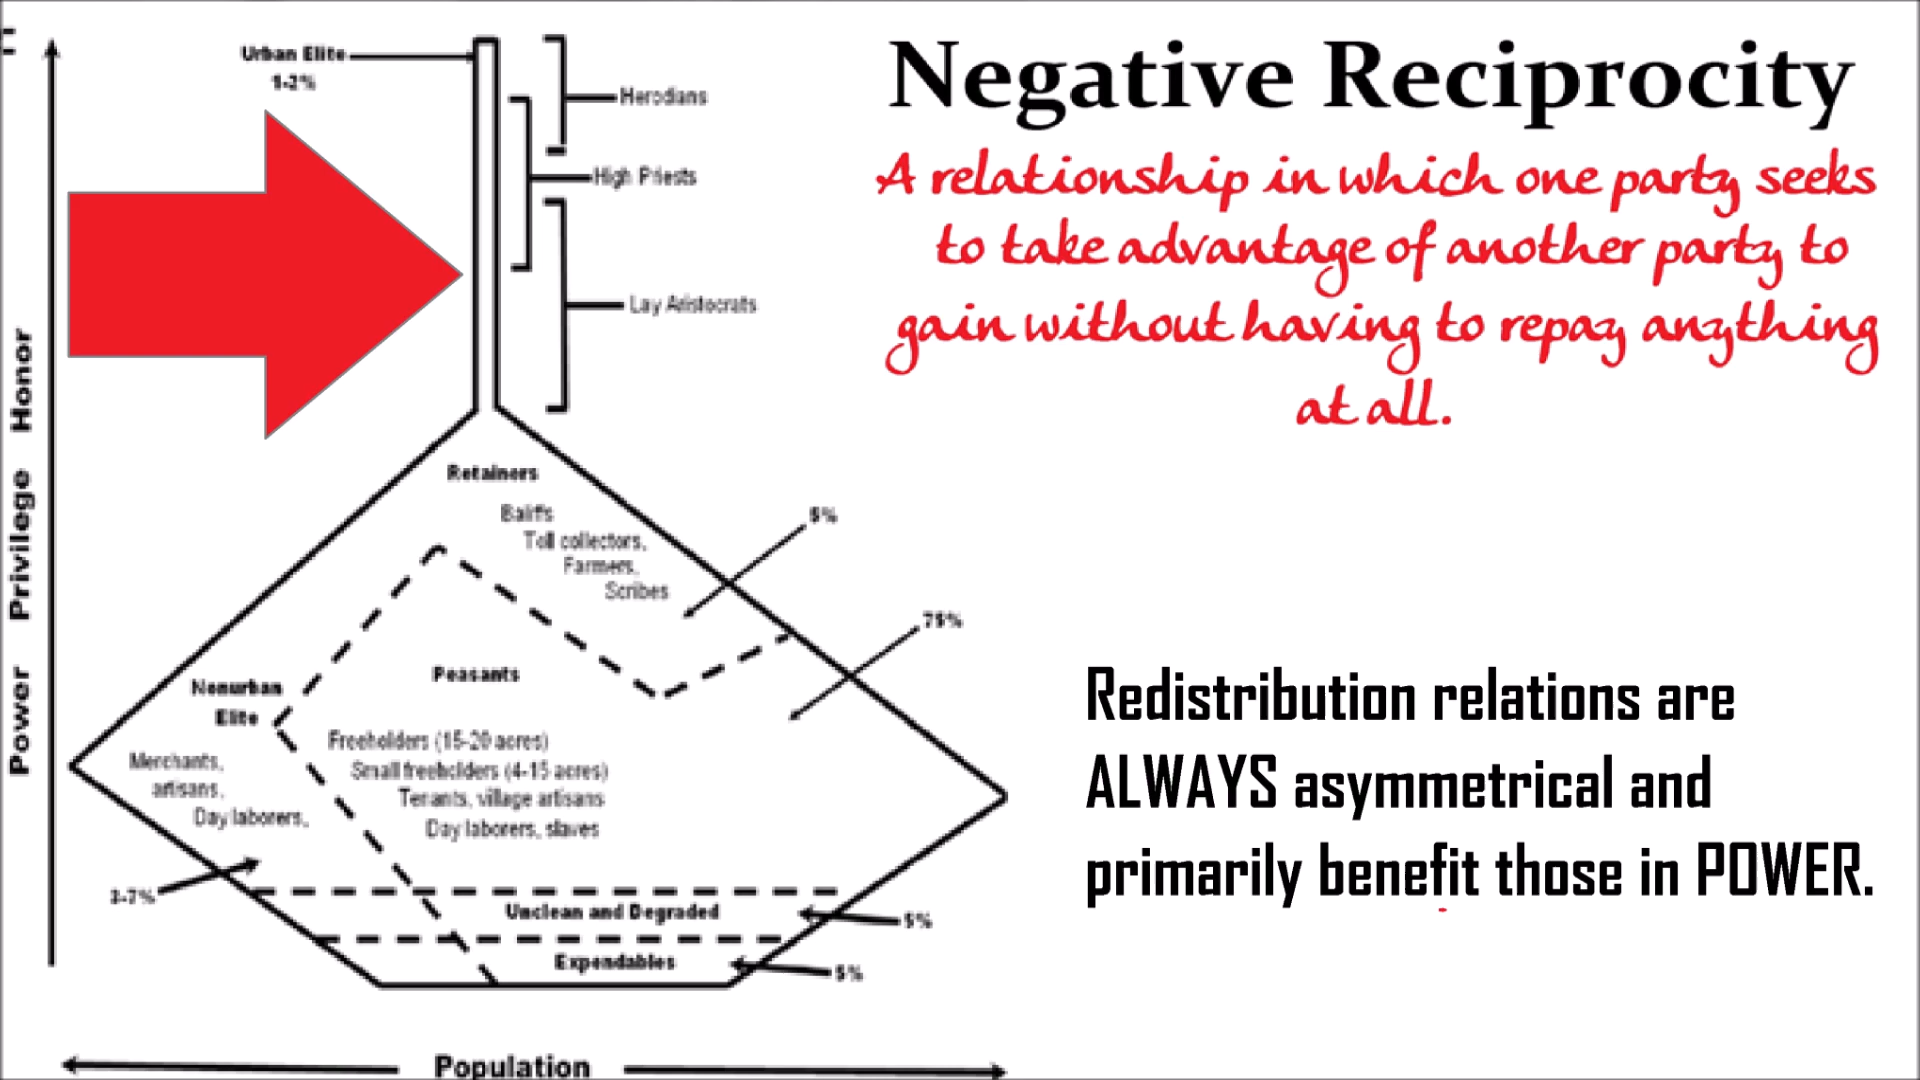 Urban Elite
1-2%
Herodians
High Priests
Lay Aristocrats
Negative Reciprocity
A relationship in which one party seeks
to take advantage of another party to
gain without having to repay anything
at all.
Power Privilege Honor
Retainers
Baliffs
Toll collectors,
Farmers,
Scribes
5%
75%
Nonurban
Elite
Merchants,
artisans,
Day laborers,
Peasants
Freeholders (15-20 acres)
Small freeholders (4-15 acres)
Tenants, village artisans
Day laborers, slaves
Redistribution relations are
ALWAYS asymmetrical and
primarily benefit those in POWER.
Unclean and Degraded
5%
Expendables
5%
Population